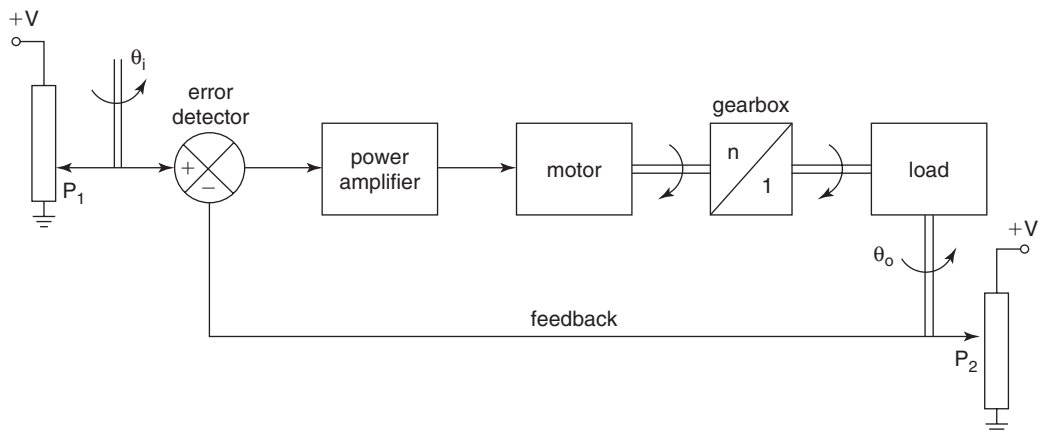 +V
θi
error
detector
gearbox
power
amplifier
motor
n
1
load
+
−
P1
+V
θo
feedback
P2